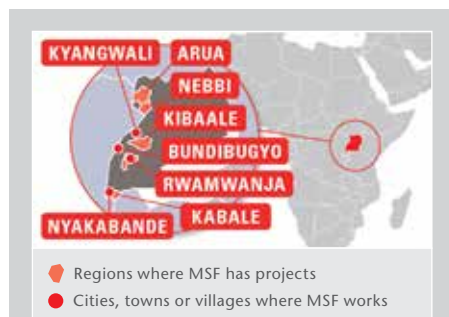 KYANGWALI ARUA
NEBBI
KIBAALE
BUNDIBUGYO
RWAMWANJA
NYAKABANDE KABALE
Regions where MSF has projects
Cities, towns or villages where MSF works